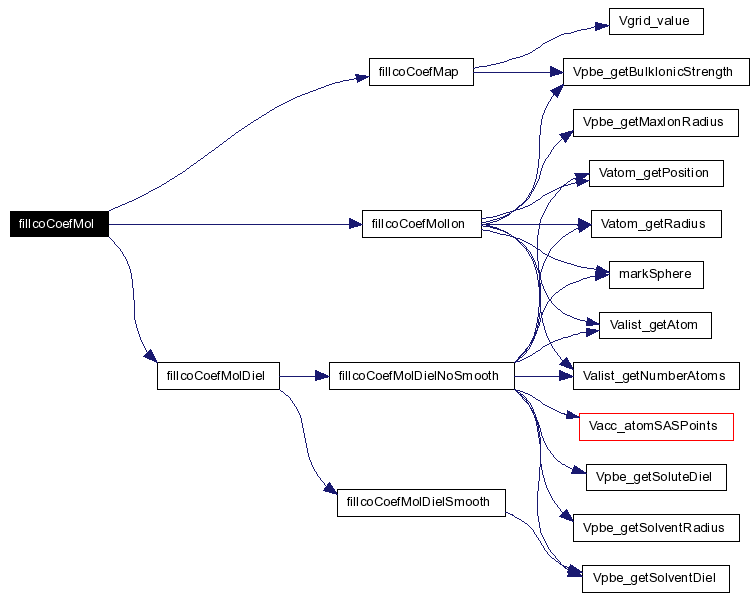 Vgrid_value
fillcoCoefMap
Vpbe_getBulkIonicStrength
Vpbe_getMaxIonRadius
Vatom_getPosition
fillcoCoefMol
fillcoCoefMolIon
Vatom_getRadius
markSphere
Valist_getAtom
fillcoCoefMolDiel
fillcoCoefMolDielNoSmooth
Valist_getNumberAtoms
Vacc_atomSASPoints
Vpbe_getSoluteDiel
fillcoCoefMolDielSmooth
Vpbe_getSolventRadius
Vpbe_getSolventDiel